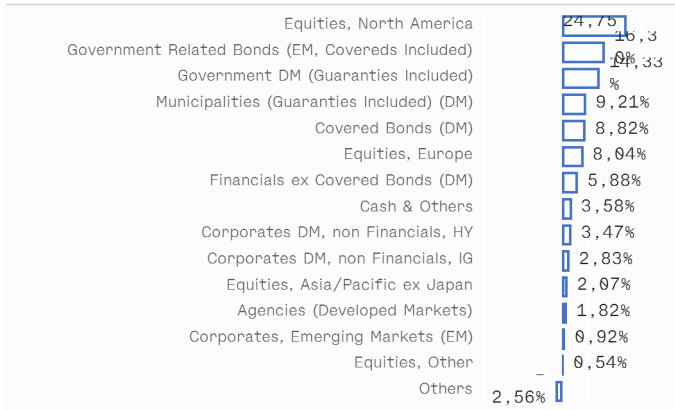 Equities, North America 24,75
Government Related Bonds (EM, Covereds Included) 16,30%
Government DM (Guaranties Included) 14,33%
Municipalities (Guaranties Included) (DM) 9,21%
Covered Bonds (DM) 8,82%
Equities, Europe 8,04%
Financials ex Covered Bonds (DM) 5,88%
Cash & Others 3,58%
Corporates DM, non Financials, HY 3,47%
Corporates DM, non Financials, IG 2,83%
Equities, Asia/Pacific ex Japan 2,07%
Agencies (Developed Markets) 1,82%
Corporates, Emerging Markets (EM) 0,92%
Equities, Other 0,54%
Others -2,56%